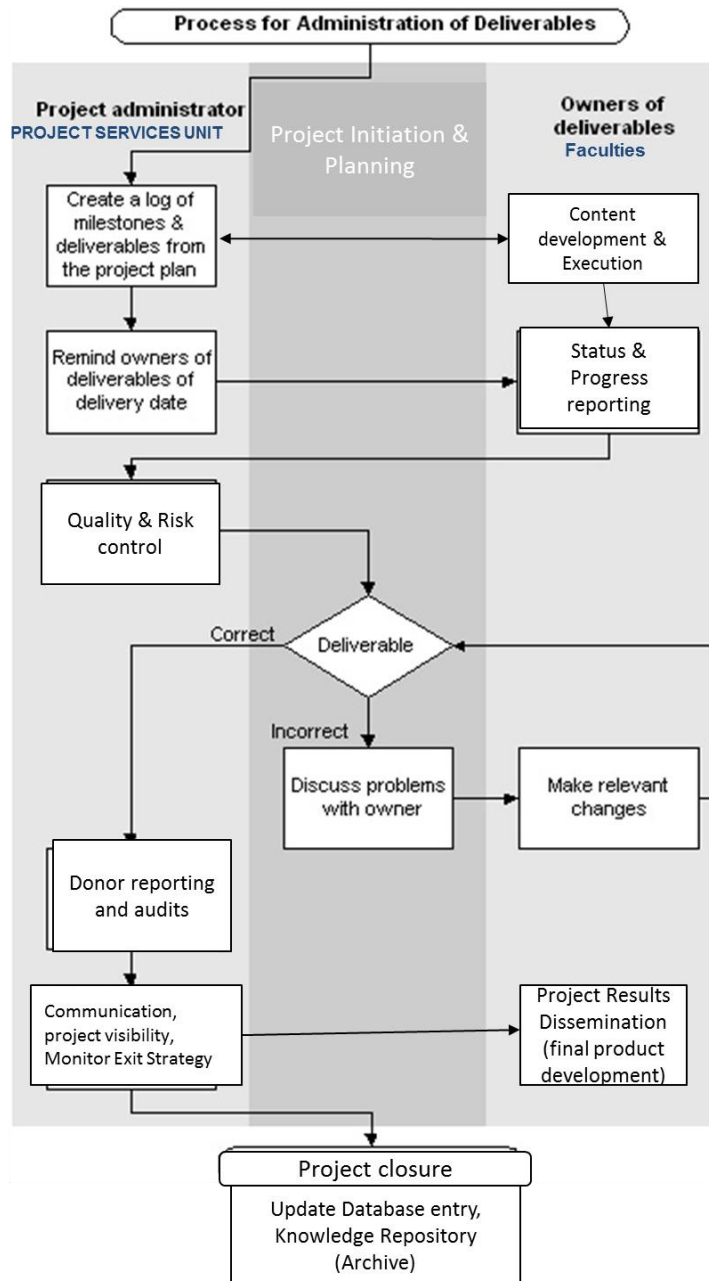 Process for Administration of Deliverables
Project administrator
PROJECT SERVICES UNIT
Project Initiation &
Planning
Owners of
deliverables
Faculties
Create a log of
milestones &
deliverables from
the project plan
Content
development &
Execution
Remind owners of
deliverables of
delivery date
Status &
Progress
reporting
Quality & Risk
control
Correct
Deliverable
Incorrect
Discuss problems
with owner
Make relevant
changes
Donor reporting
and audits
Communication,
project visibility,
Monitor Exit Strategy
Project Results
Dissemination
(final product
development)
Project closure
Update Database entry,
Knowledge Repository
(Archive)